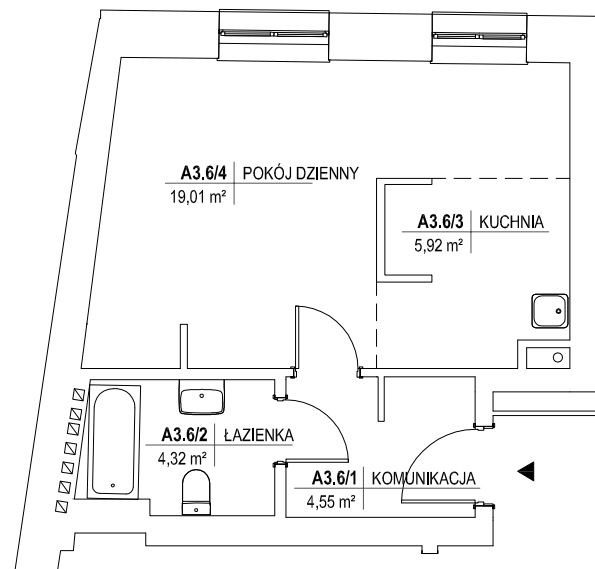 A3.6/4 POKÓJ DZIENNY
19,01 m²
A3.6/3 KUCHNIA
5,92 m²
A3.6/2 ŁAZIENKA
4,32 m²
A3.6/1 KOMUNIKACJA
4,55 m²